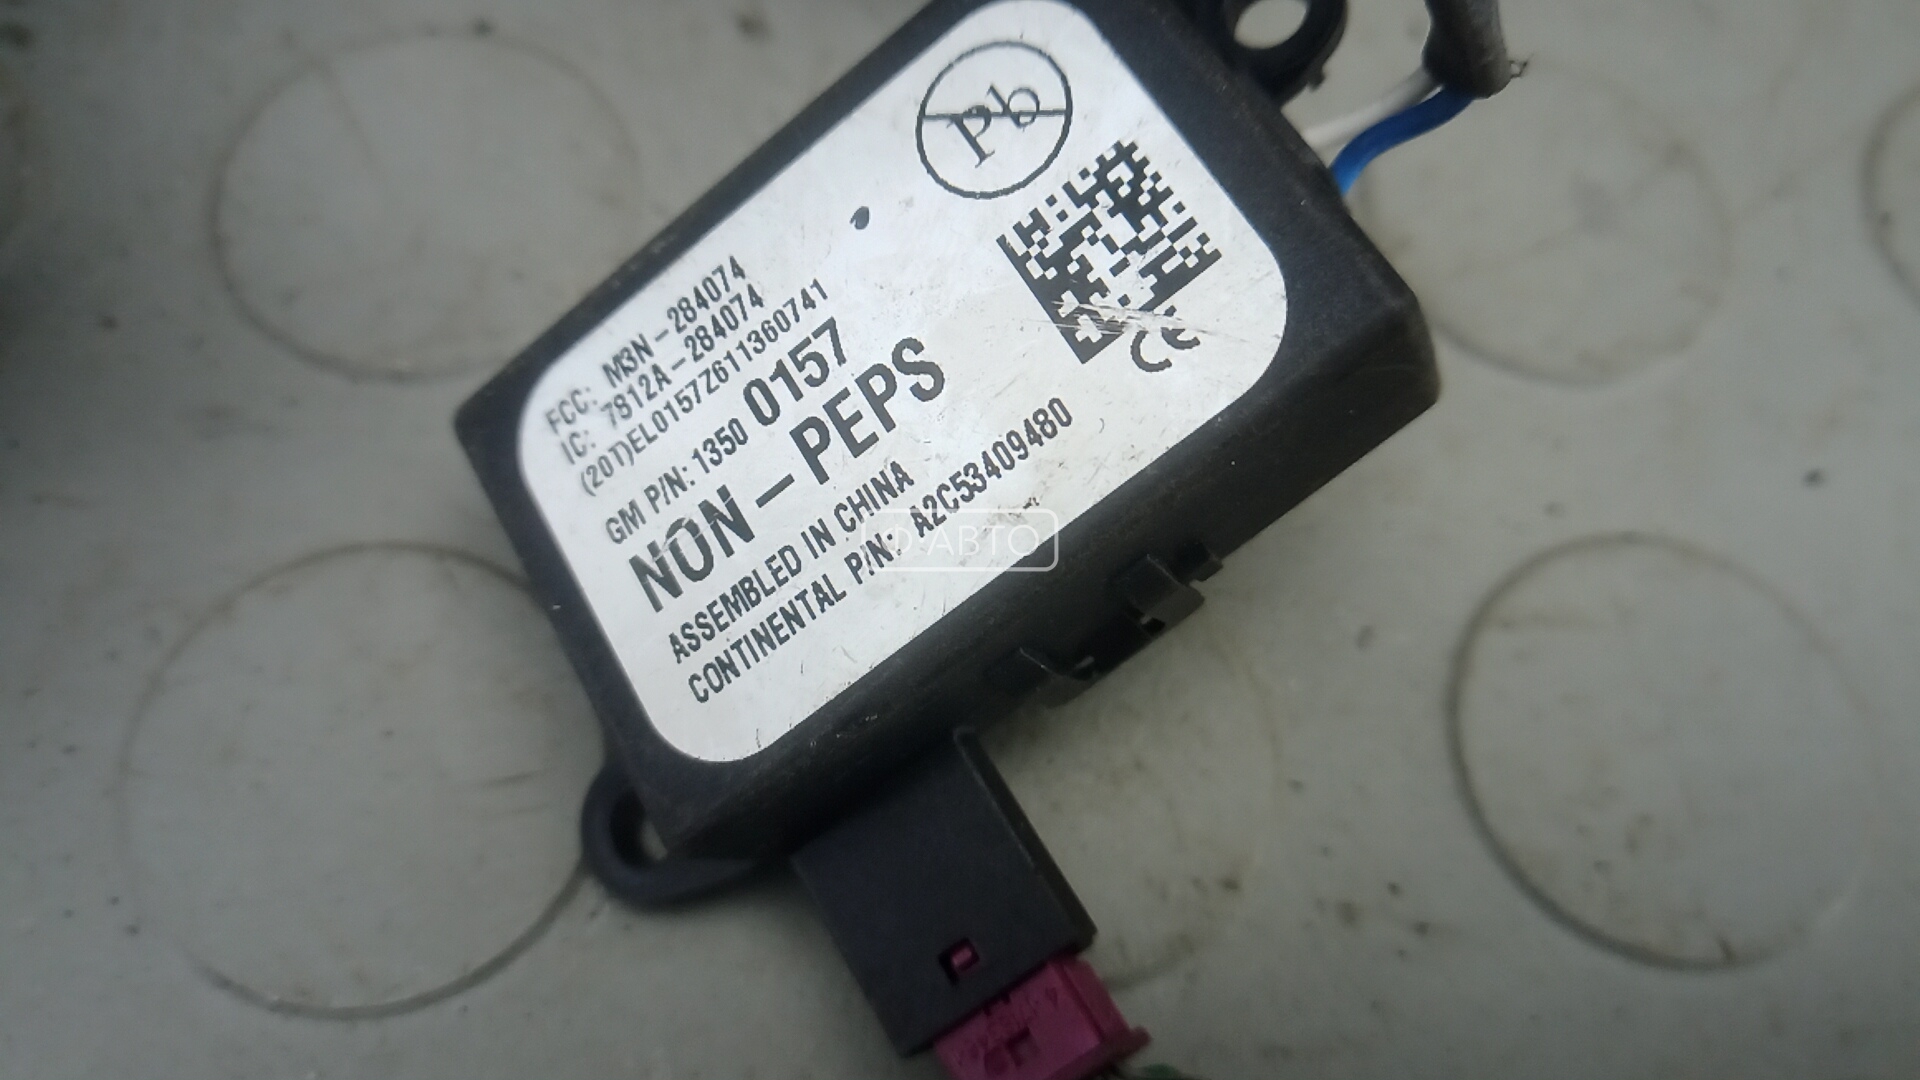 Pb
FCC: M3N-284074
IC: 7812A-284074
(20T)EL0157Z611360741
GM P/N: 1350 0157
NON-PEPS
ASSEMBLED IN CHINA
CONTINENTAL P/N: A2C53409480
CE
Ф АВТО